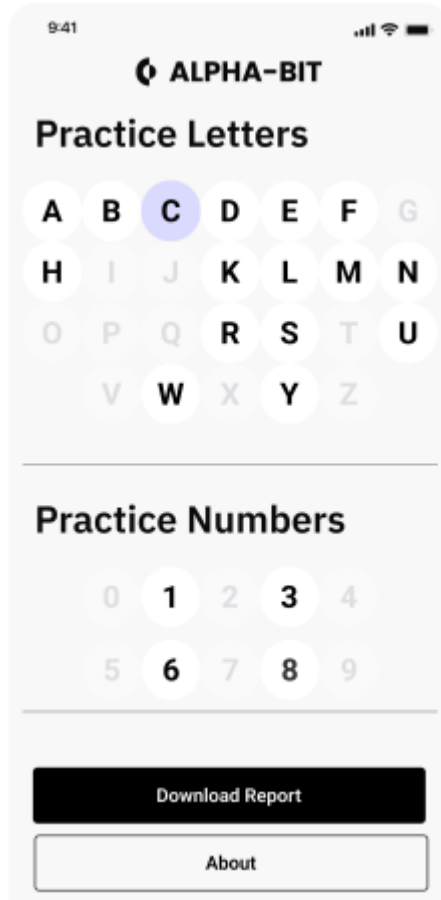 9:41
ALPHA-BIT
Practice Letters
A B C D E F G
H I J K L M N
O P Q R S T U
V W X Y Z
Practice Numbers
0 1 2 3 4
5 6 7 8 9
Download Report
About